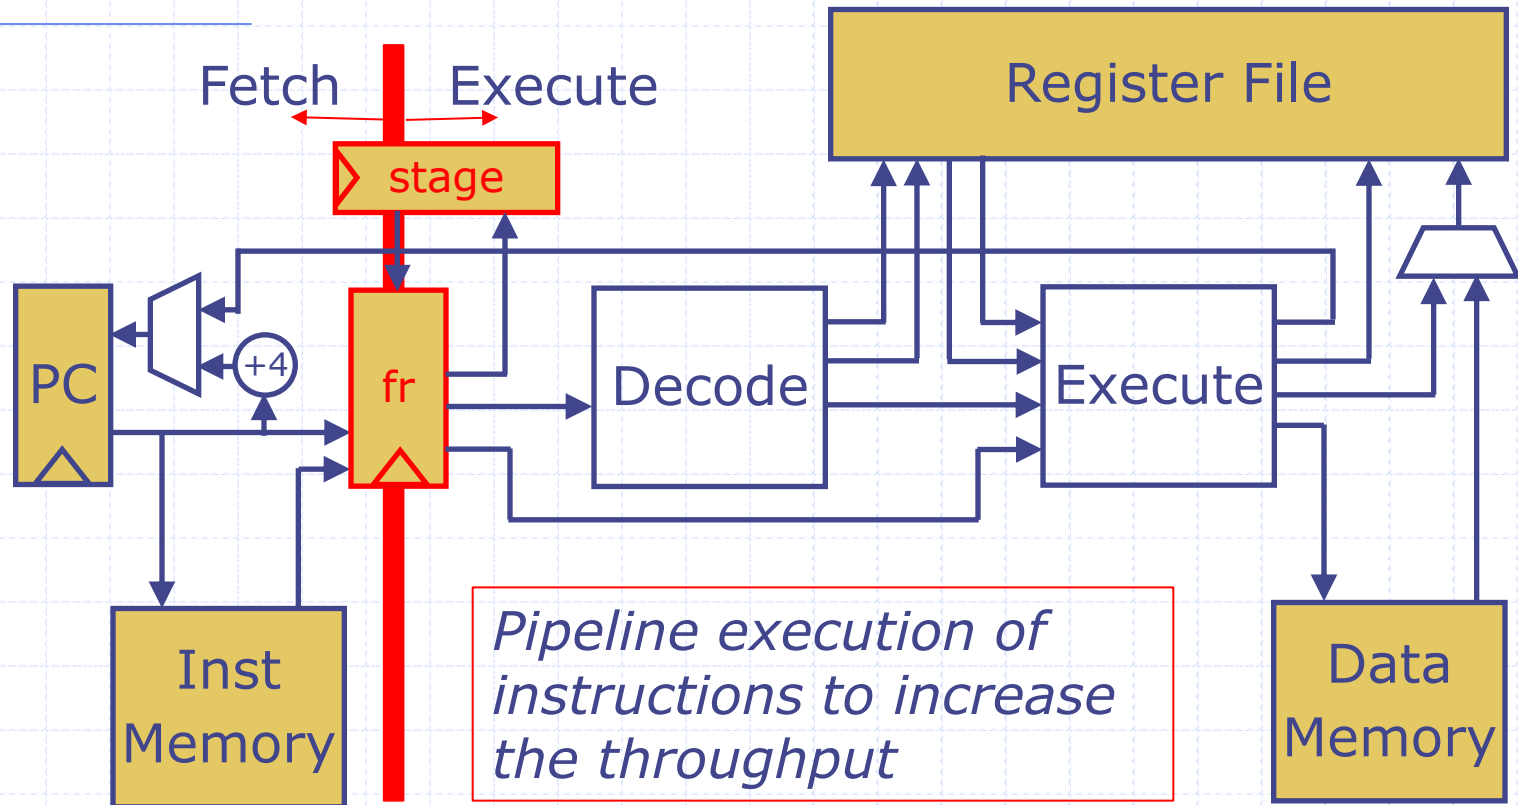 Fetch
Execute
Register File
stage
PC
+4
fr
Decode
Execute
Inst
Memory
Pipeline execution of
instructions to increase
the throughput
Data
Memory